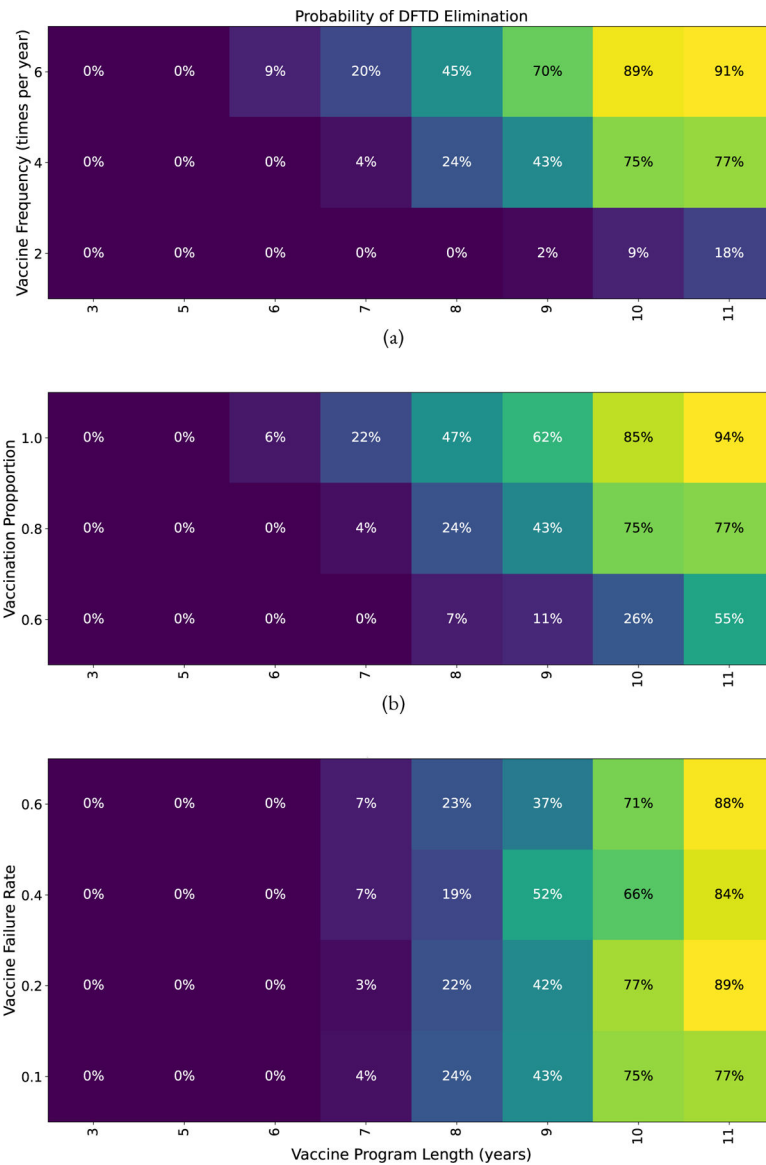 Probability of DFTD Elimination
Vaccine Frequency (times per year)
6 0% 0% 9% 20% 45% 70% 89% 91%
4 0% 0% 0% 4% 24% 43% 75% 77%
2 0% 0% 0% 0% 0% 2% 9% 18%
3 5 6 7 8 9 10 11
(a)
Vaccination Propportion
1.0 0% 0% 6% 22% 47% 62% 85% 94%
0.8 0% 0% 0% 4% 24% 43% 75% 77%
0.6 0% 0% 0% 0% 7% 11% 26% 55%
3 5 6 7 8 9 10 11
(b)
Vaccine Failure Rate
0.6 0% 0% 0% 7% 23% 37% 71% 88%
0.4 0% 0% 0% 7% 19% 52% 66% 84%
0.2 0% 0% 0% 3% 22% 42% 77% 89%
0.1 0% 0% 0% 4% 24% 43% 75% 77%
3 5 6 7 8 9 10 11
Vaccine Program Length (years)